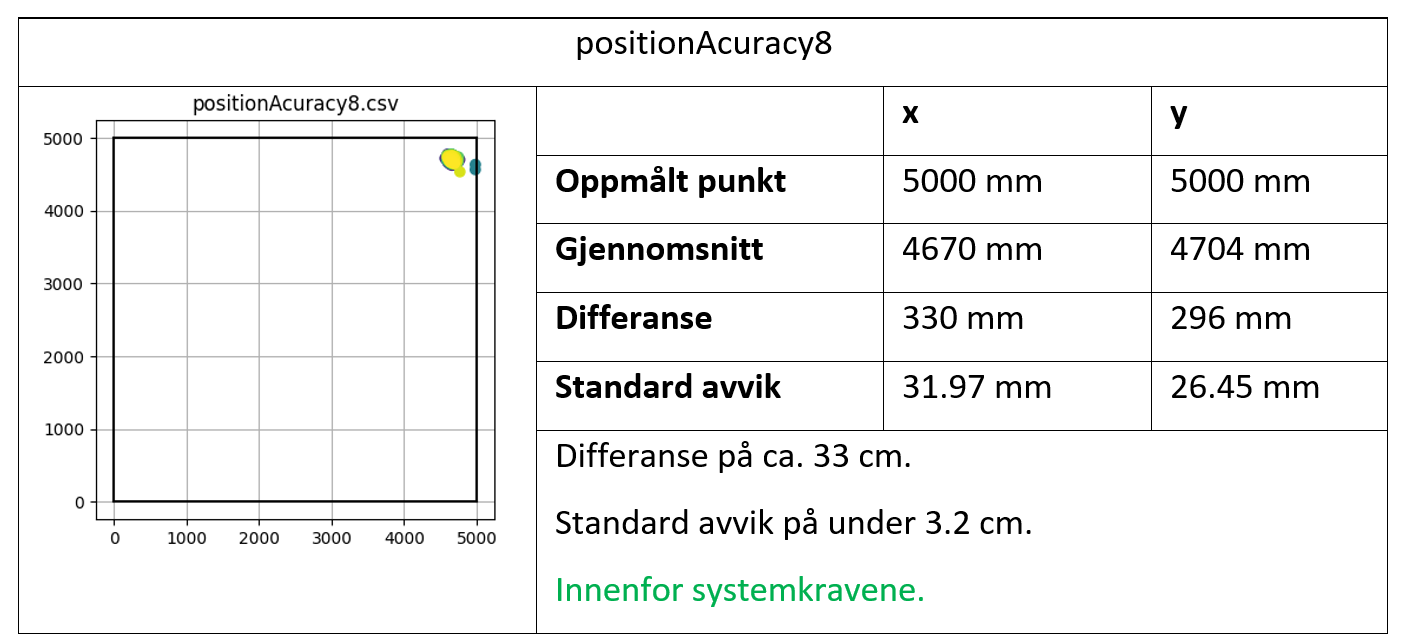 positionAcuracy8
positionAcuracy8.csv
5000
4000
3000
2000
1000
0
0 1000 2000 3000 4000 5000
x y
Oppmålt punkt 5000 mm 5000 mm
Gjennomsnitt 4670 mm 4704 mm
Differanse 330 mm 296 mm
Standard avvik 31.97 mm 26.45 mm
Differanse på ca. 33 cm.
Standard avvik på under 3.2 cm.
Innenfor systemkravene.